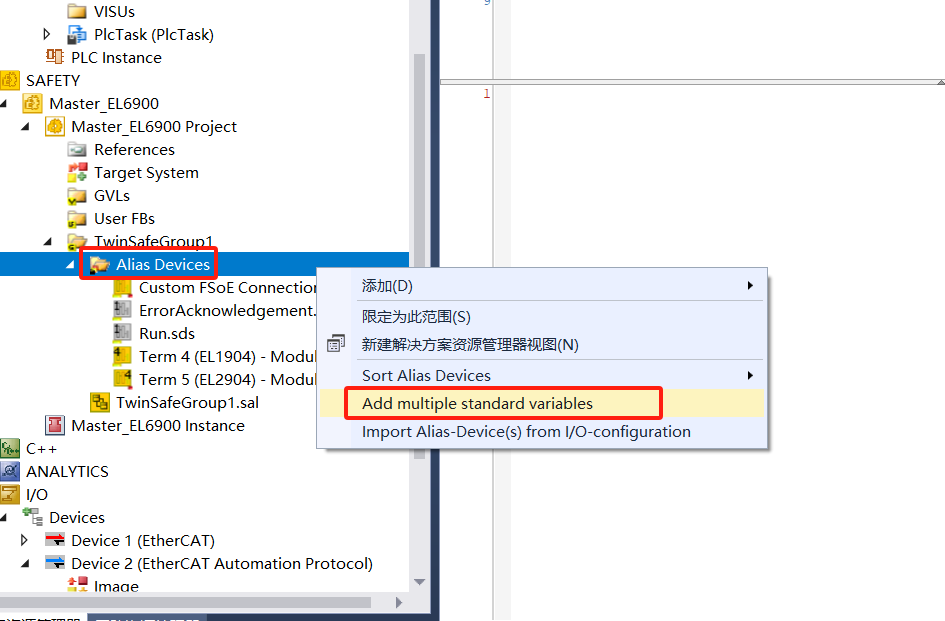 VISUs
PlcTask (PlcTask)
PLC Instance
SAFETY
Master_EL6900
Master_EL6900 Project
References
Target System
GVLs
User FBs
TwinSafeGroup1
Alias Devices
Custom FSoE Connection
ErrorAcknowledgement.
Run.sds
Term 4 (EL1904) - Modul
Term 5 (EL2904) - Modul
TwinSafeGroup1.sal
Master_EL6900 Instance
C++
ANALYTICS
I/O
Devices
Device 1 (EtherCAT)
Device 2 (EtherCAT Automation Protocol)
Image
9
1
添加(D)
限定为此范围(S)
新建解决方案资源管理器视图(N)
Sort Alias Devices
Add multiple standard variables
Import Alias-Device(s) from I/O-configuration